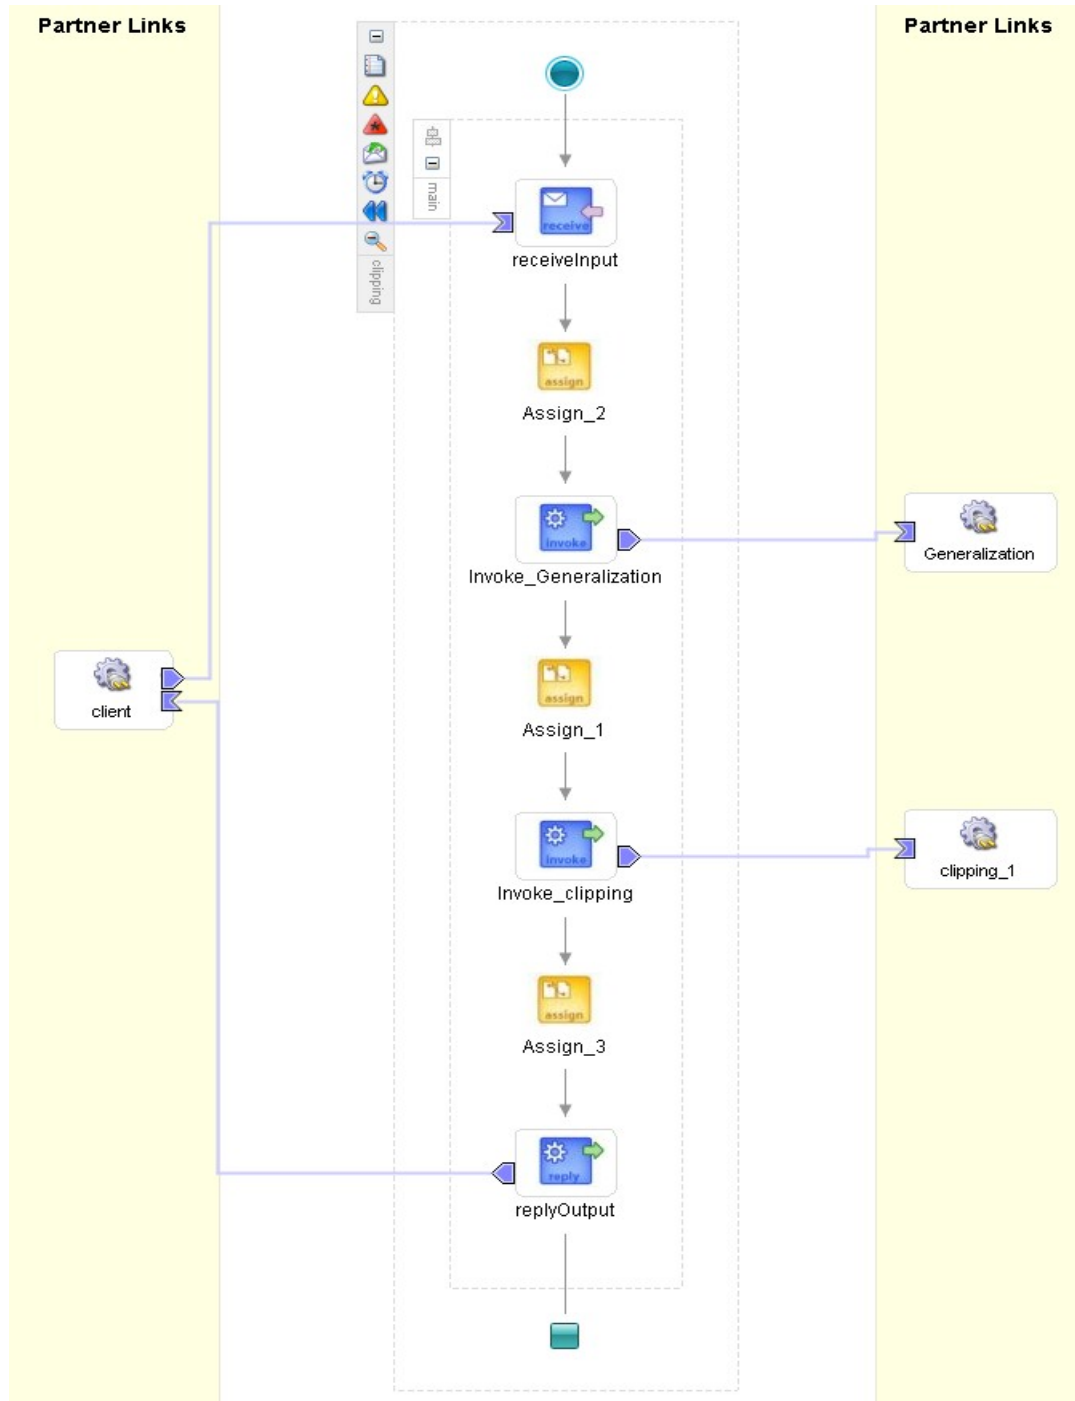 Partner Links
Partner Links
main
clipping
receive
receiveInput
assign
Assign_2
invoke
Invoke_Generalization
Generalization
assign
Assign_1
client
invoke
Invoke_clipping
clipping_1
assign
Assign_3
reply
replyOutput